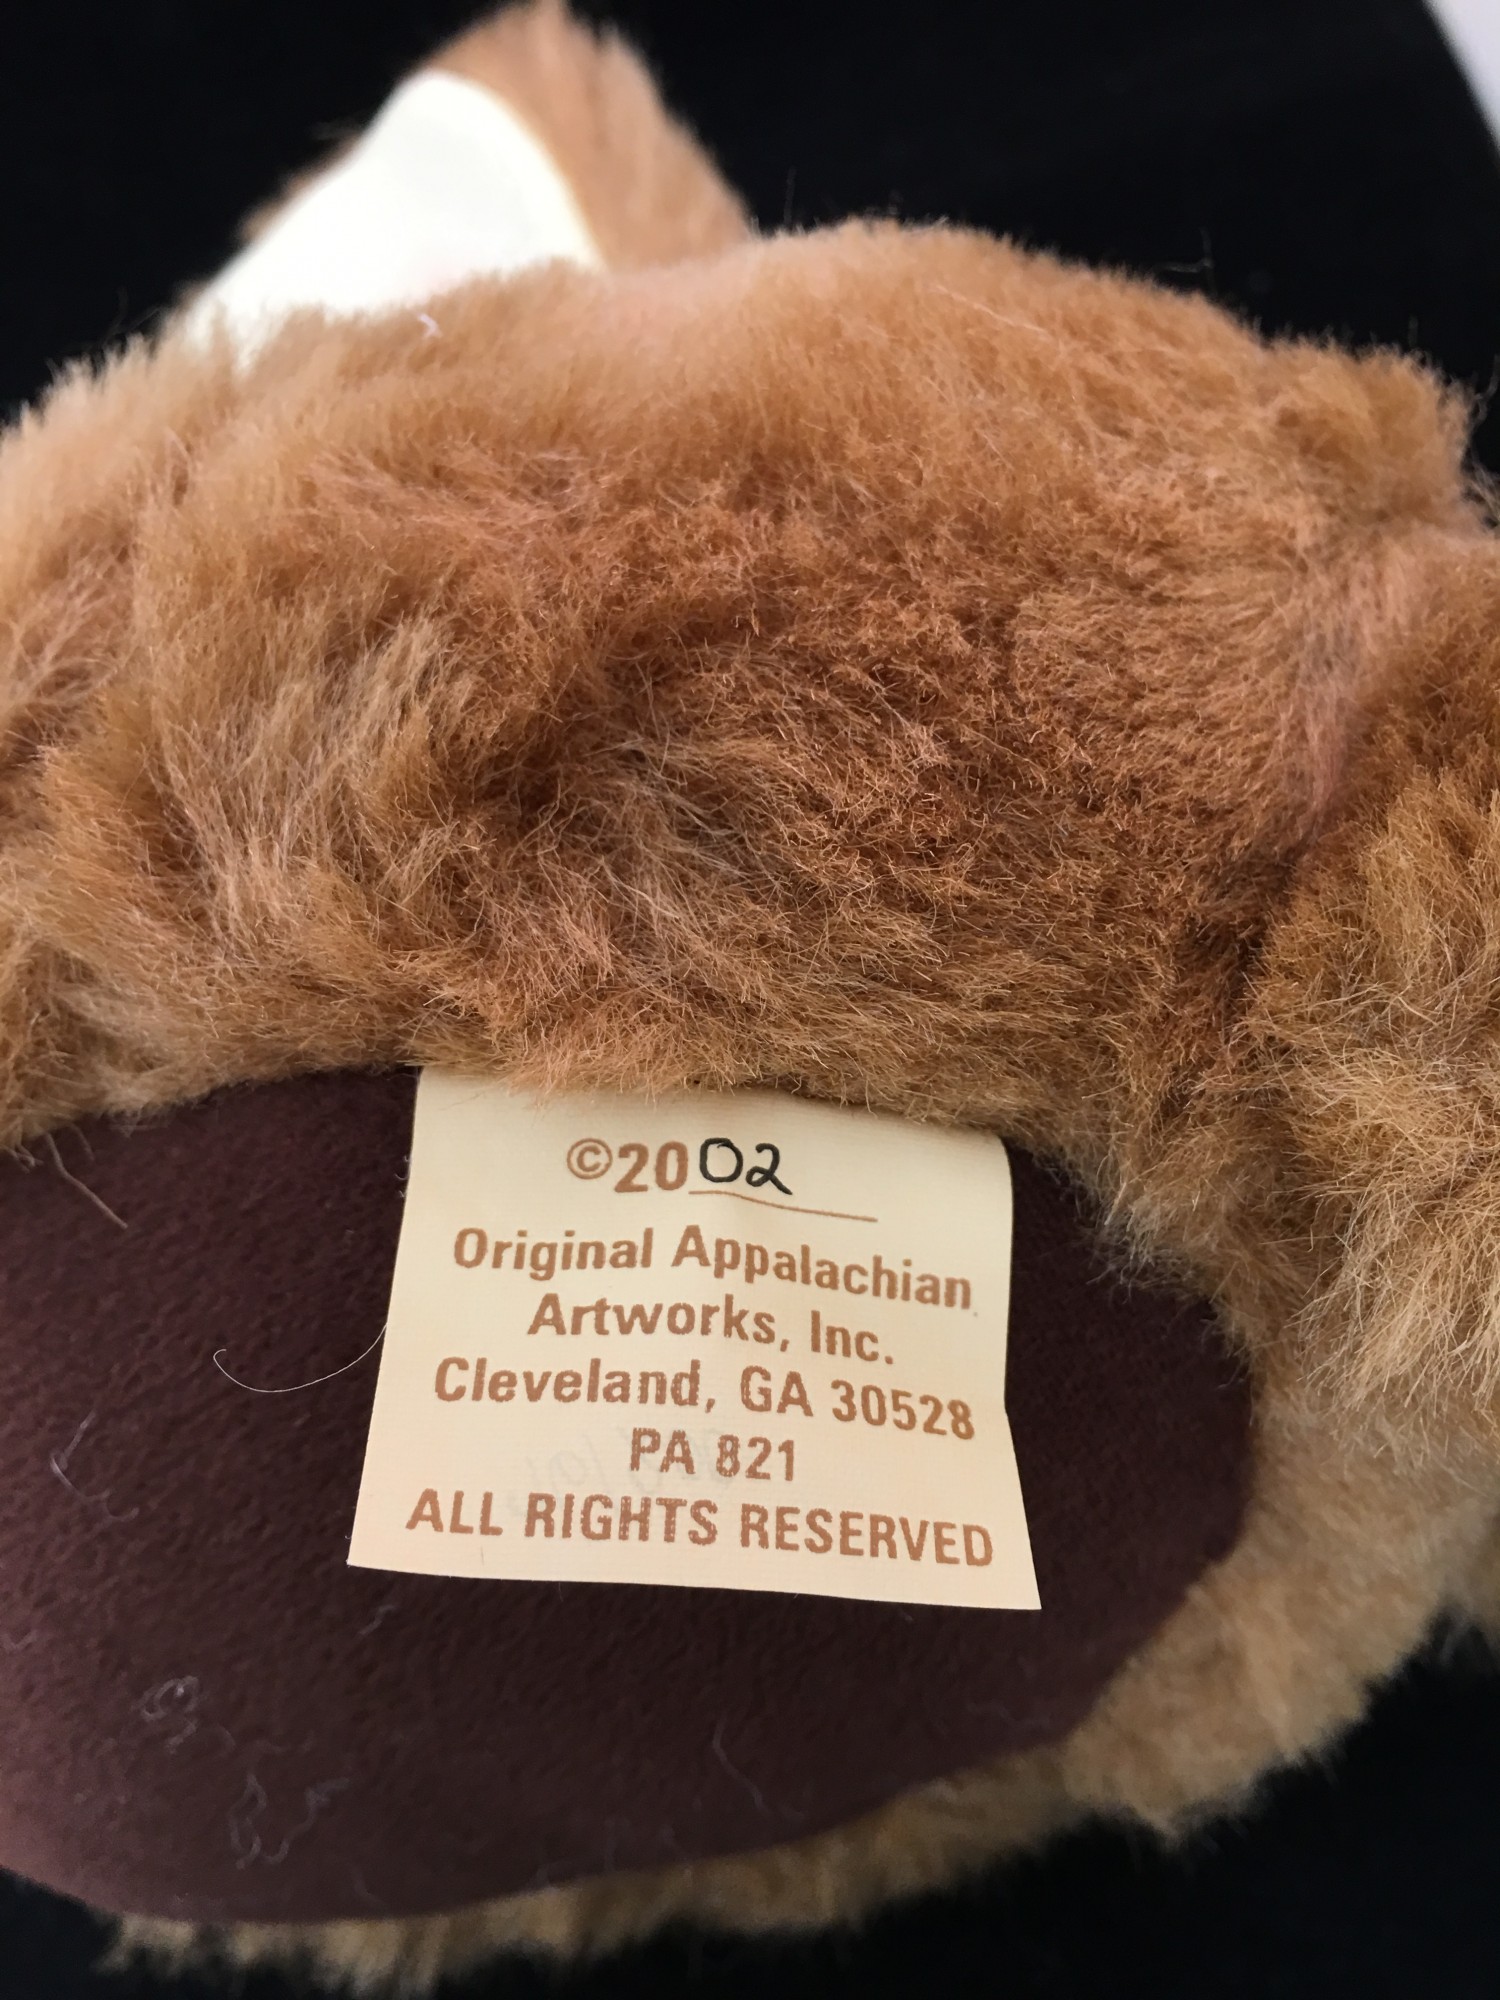 ©2002
Original Appalachian
Artworks, Inc.
Cleveland, GA 30528
PA 821
ALL RIGHTS RESERVED